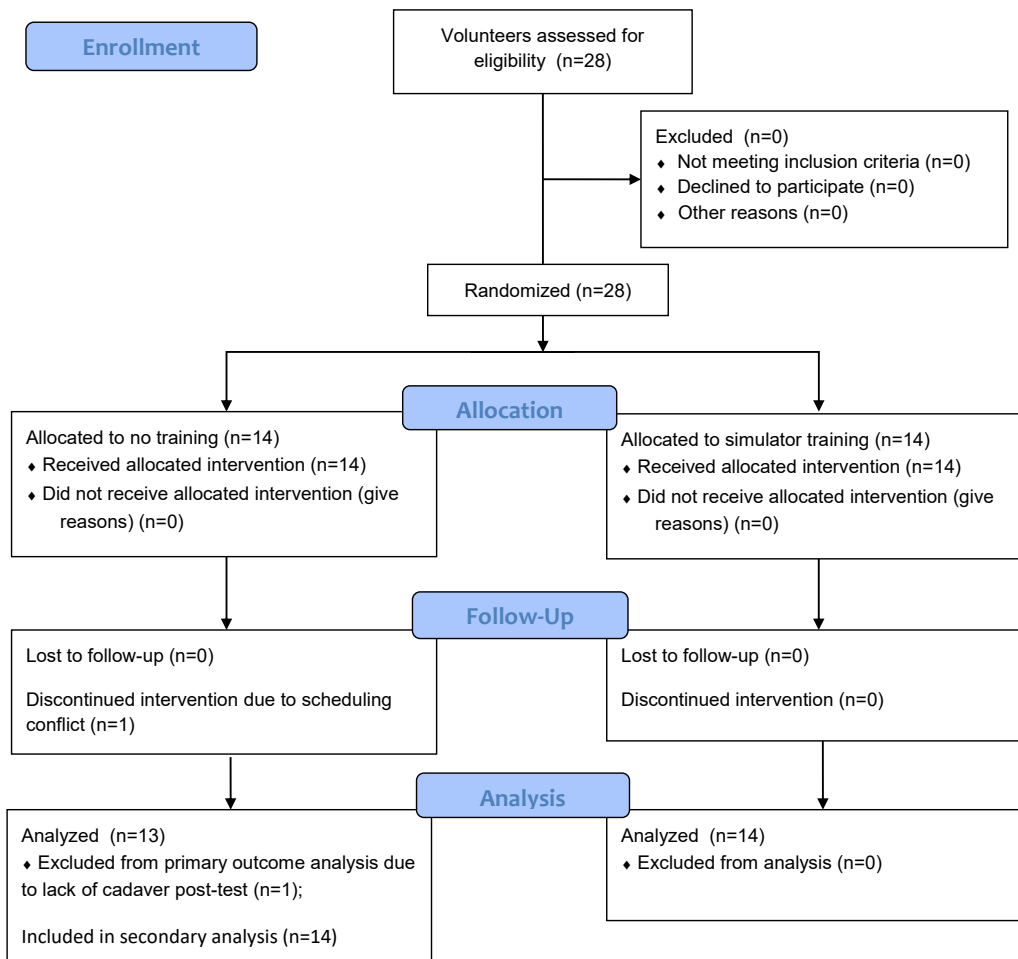 Enrollment
Volunteers assessed for
eligibility (n=28)
Excluded (n=0)
♦ Not meeting inclusion criteria (n=0)
♦ Declined to participate (n=0)
♦ Other reasons (n=0)
Randomized (n=28)
Allocation
Allocated to no training (n=14)
♦ Received allocated intervention (n=14)
♦ Did not receive allocated intervention (give
reasons) (n=0)
Allocated to simulator training (n=14)
♦ Received allocated intervention (n=14)
♦ Did not receive allocated intervention (give
reasons) (n=0)
Follow-Up
Lost to follow-up (n=0)
Discontinued intervention due to scheduling
conflict (n=1)
Lost to follow-up (n=0)
Discontinued intervention (n=0)
Analysis
Analyzed (n=13)
♦ Excluded from primary outcome analysis due
to lack of cadaver post-test (n=1);
Included in secondary analysis (n=14)
Analyzed (n=14)
♦ Excluded from analysis (n=0)